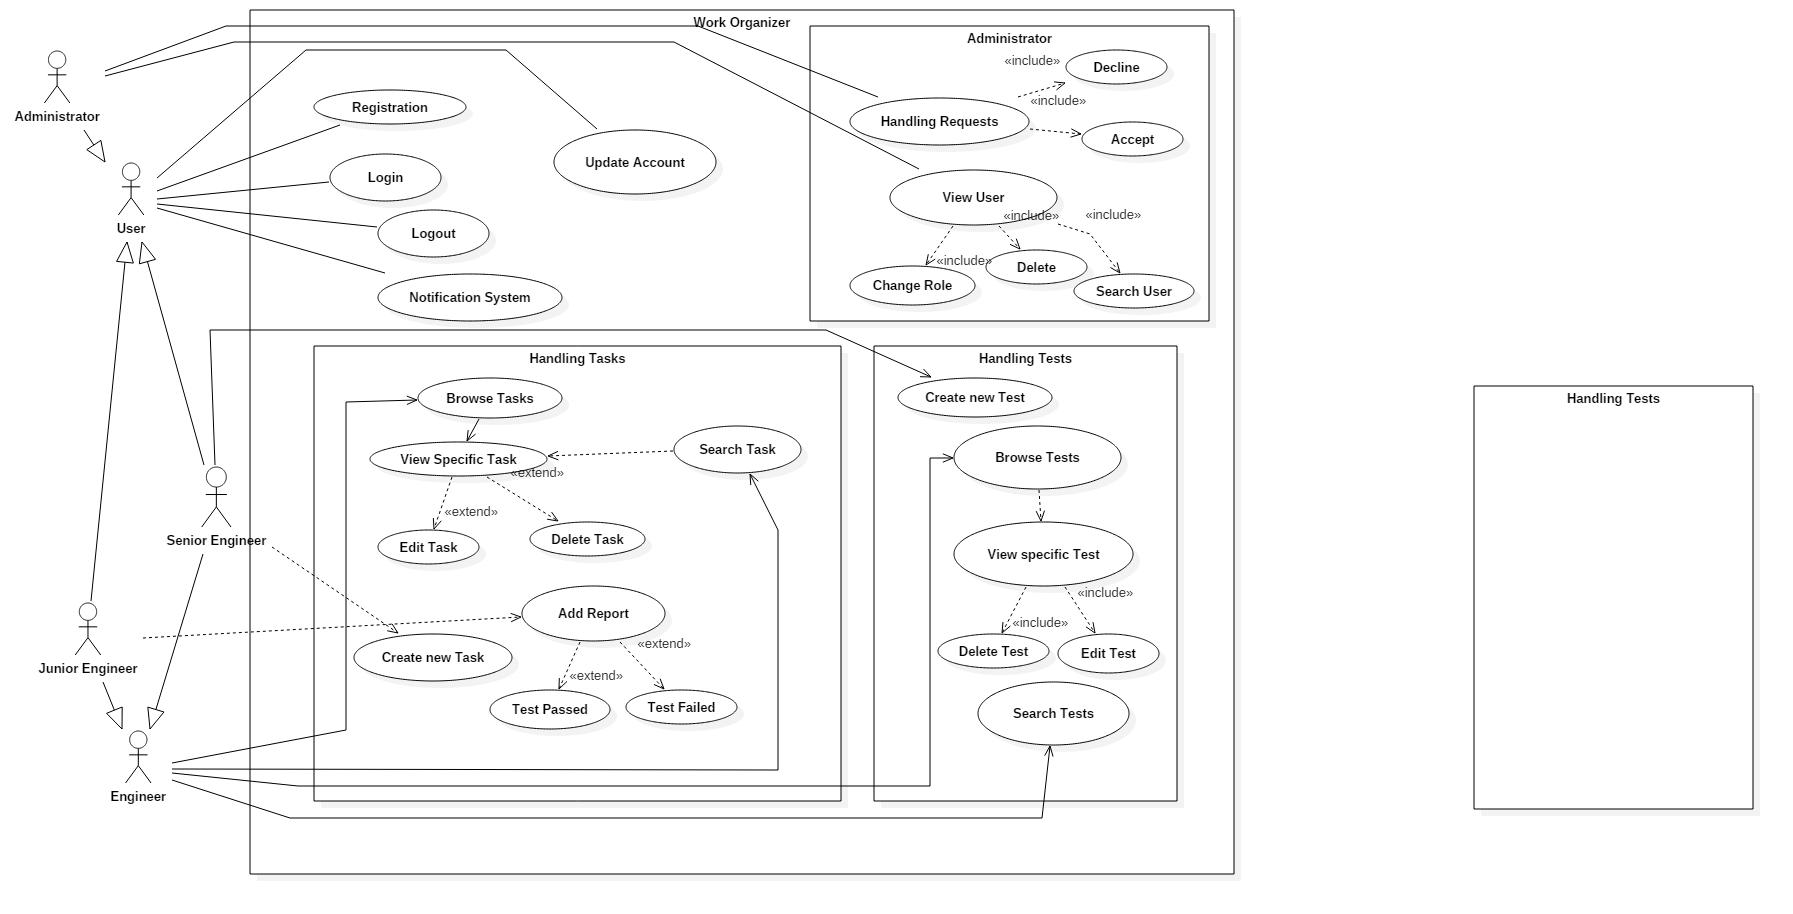 Work Organizer
Administrator
«include»
Decline
«include»
Handling Requests
Accept
View User
«include»
«include»
«include»
Change Role
Delete
Search User
Administrator
User
Registration
Login
Logout
Update Account
Notification System
Handling Tasks
Browse Tasks
View Specific Task
Search Task
«extend»
«extend»
Edit Task
Delete Task
Add Report
Create new Task
«extend»
«extend»
Test Passed
Test Failed
Handling Tests
Create new Test
Browse Tests
View specific Test
«include»
«include»
Delete Test
Edit Test
Search Tests
Senior Engineer
Junior Engineer
Engineer
Handling Tests